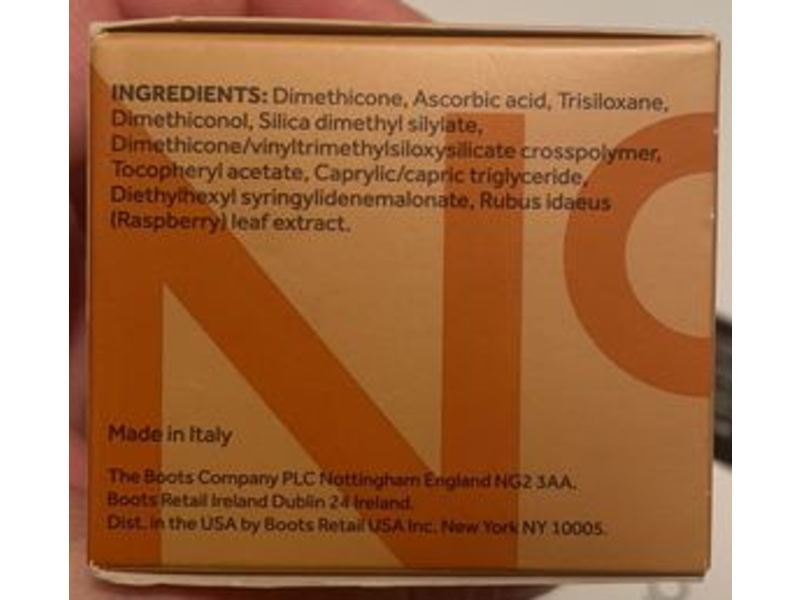 INGREDIENTS: Dimethicone, Ascorbic acid, Trisiloxane,
Dimethiconol, Silica dimethyl silylate,
Dimethicone/vinyltrimethylsiloxysilicate crosspolymer,
Tocopheryl acetate, Caprylic/capric triglyceride,
Diethylhexyl syringylidenemalonate, Rubus idaeus
(Raspberry) leaf extract.
Made in Italy
The Boots Company PLC Nottingham England NG2 3AA.
Boots Retail Ireland Dublin 24 Ireland.
Dist. in the USA by Boots Retail USA Inc. New York NY 10005.